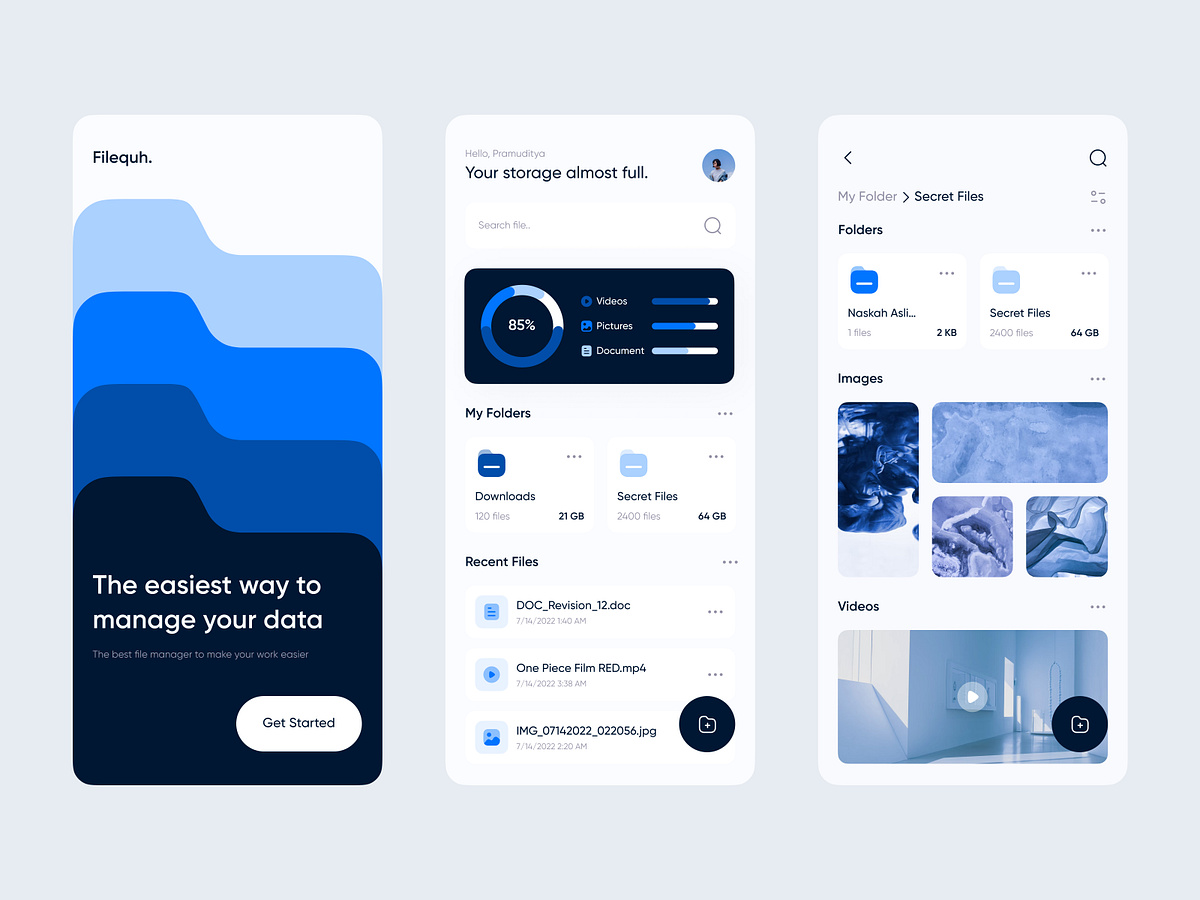 Filequh.
The easiest way to
manage your data
The best file manager to make your work easier
Get Started
Hello, Pramuditya
Your storage almost full.
Search file..
85%
Videos
Pictures
Document
My Folders
Downloads
120 files 21 GB
Secret Files
2400 files 64 GB
Recent Files
DOC_Revision_12.doc
7/14/2022 1:40 AM
One Piece Film RED.mp4
7/14/2022 3:38 AM
IMG_07142022_022056.jpg
7/14/2022 2:20 AM
My Folder > Secret Files
Folders
Naskah Asli...
1 files 2 KB
Secret Files
2400 files 64 GB
Images
Videos